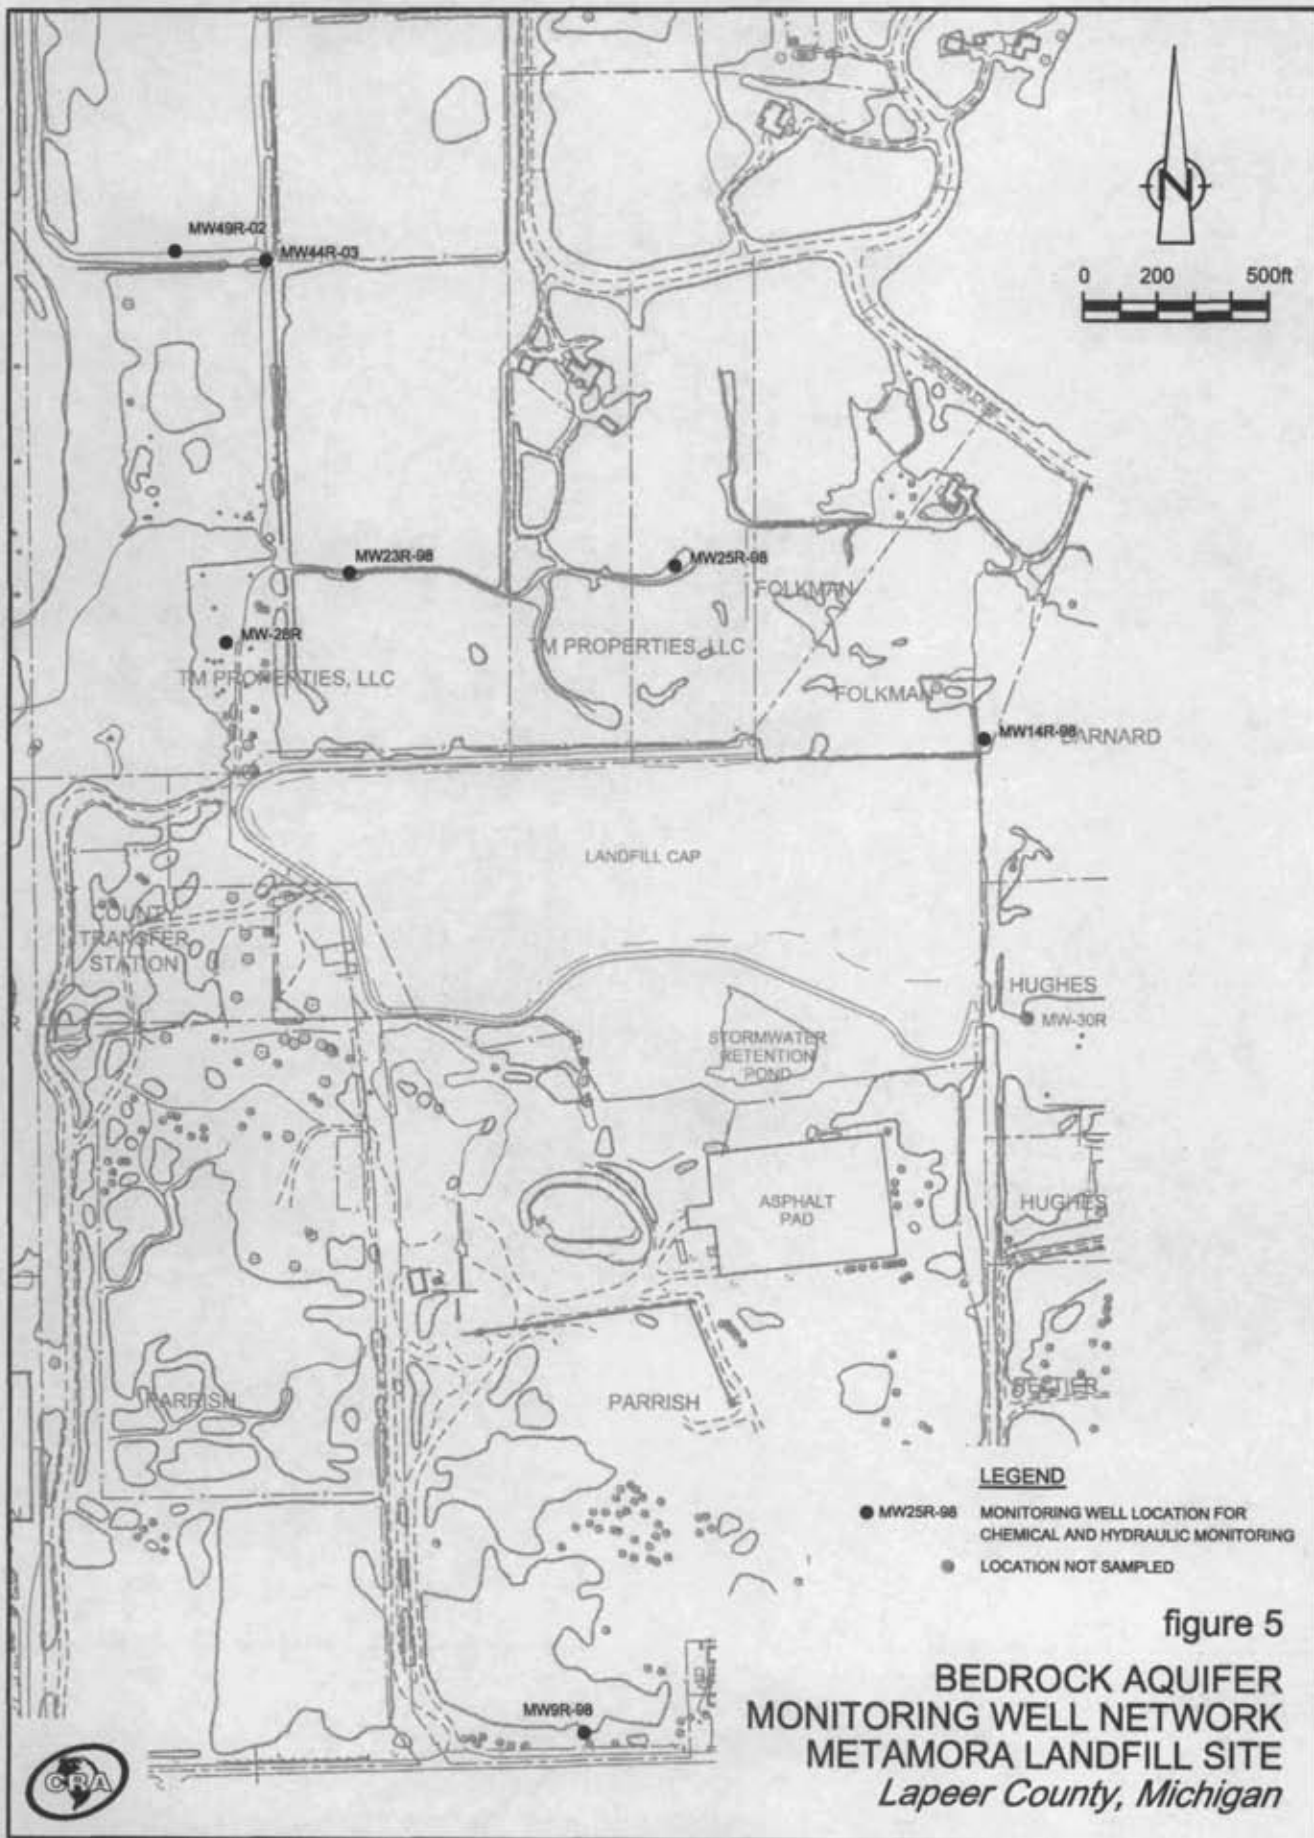 MW49R-02
MW44R-03
N
0 200 500ft
MW23R-98
MW25R-98
FOLKMAN
MW-28R
TM PROPERTIES, LLC
TM PROPERTIES, LLC
FOLKMAN
MW14R-98
BARNARD
LANDFILL CAP
COUNTY
TRANSFER
STATION
HUGHES
MW-30R
STORMWATER
RETENTION
POND
ASPHALT
PAD
HUGHES
PARRISH
PARRISH
LEGEND
MW25R-98 MONITORING WELL LOCATION FOR
CHEMICAL AND HYDRAULIC MONITORING
LOCATION NOT SAMPLED
MW9R-98
figure 5
BEDROCK AQUIFER
MONITORING WELL NETWORK
METAMORA LANDFILL SITE
Lapeer County, Michigan
CRA